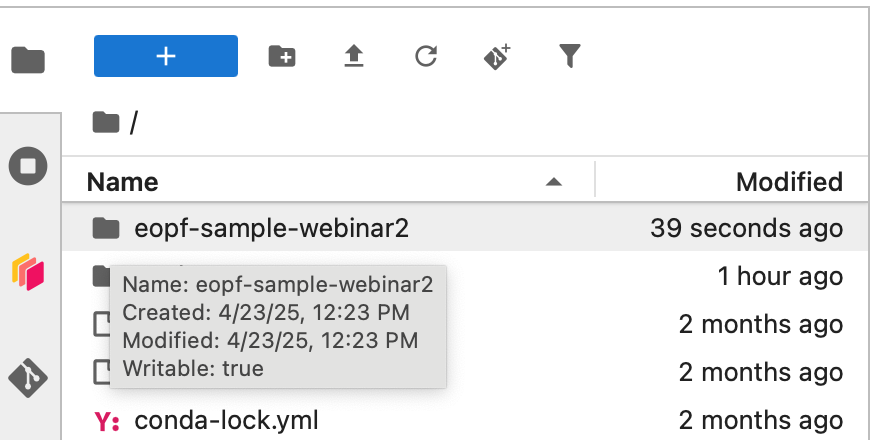 /
Name Modified
eopf-sample-webinar2 39 seconds ago
1 hour ago
Name: eopf-sample-webinar2
Created: 4/23/25, 12:23 PM
Modified: 4/23/25, 12:23 PM
Writable: true
2 months ago
2 months ago
Y: conda-lock.yml 2 months ago